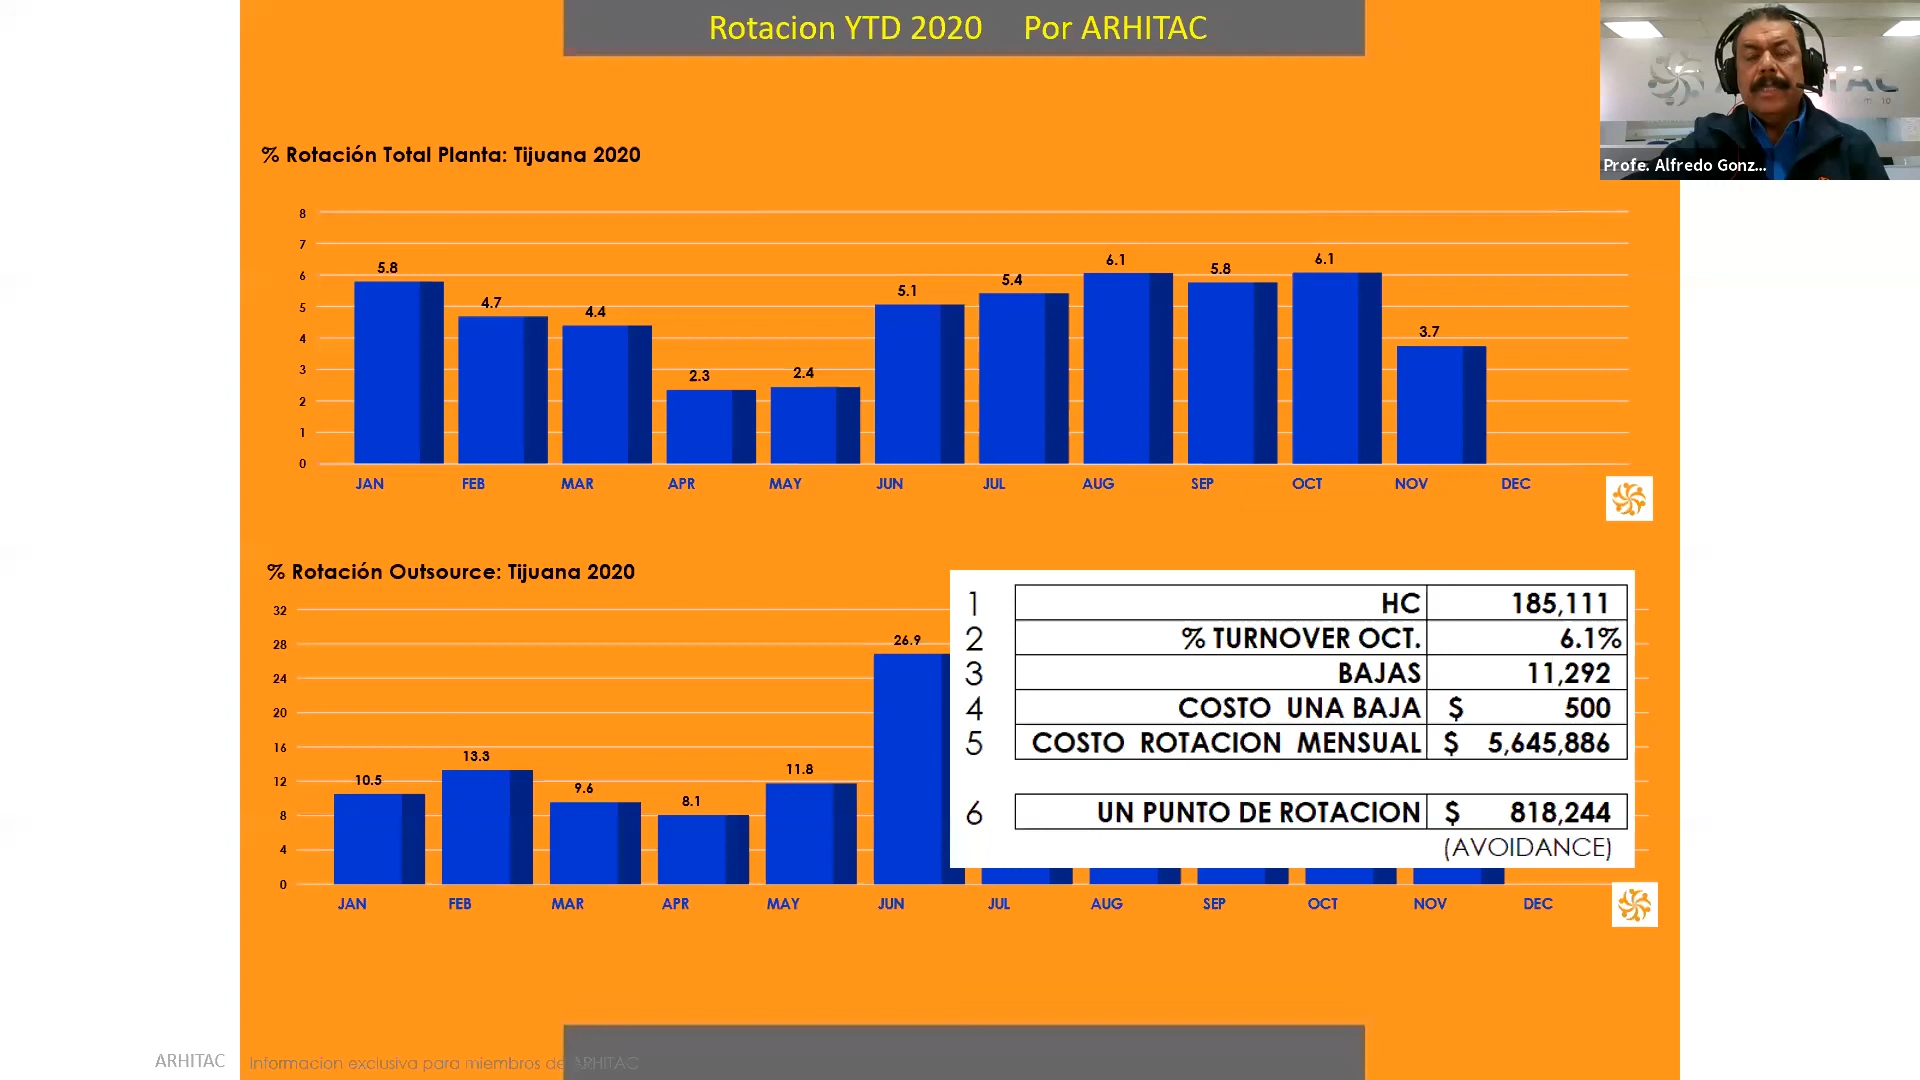 Rotacion YTD 2020 Por ARHITAC
Profe. Alfredo Gonz...
% Rotación Total Planta: Tijuana 2020
8
7
6
5
4
3
2
1
0
5.8
4.7
4.4
2.3
2.4
5.1
5.4
6.1
5.8
6.1
3.7
JAN FEB MAR APR MAY JUN JUL AUG SEP OCT NOV DEC
% Rotación Outsource: Tijuana 2020
32
28
24
20
16
12
8
4
0
10.5
13.3
9.6
8.1
11.8
26.9
JAN FEB MAR APR MAY JUN JUL AUG SEP OCT NOV DEC
1 HC 185,111
2 % TURNOVER OCT. 6.1%
3 BAJAS 11,292
4 COSTO UNA BAJA $ 500
5 COSTO ROTACION MENSUAL $ 5,645,886
6 UN PUNTO DE ROTACION $ 818,244
(AVOIDANCE)
ARHITAC Informacion exclusiva para miembros de ARHITAC